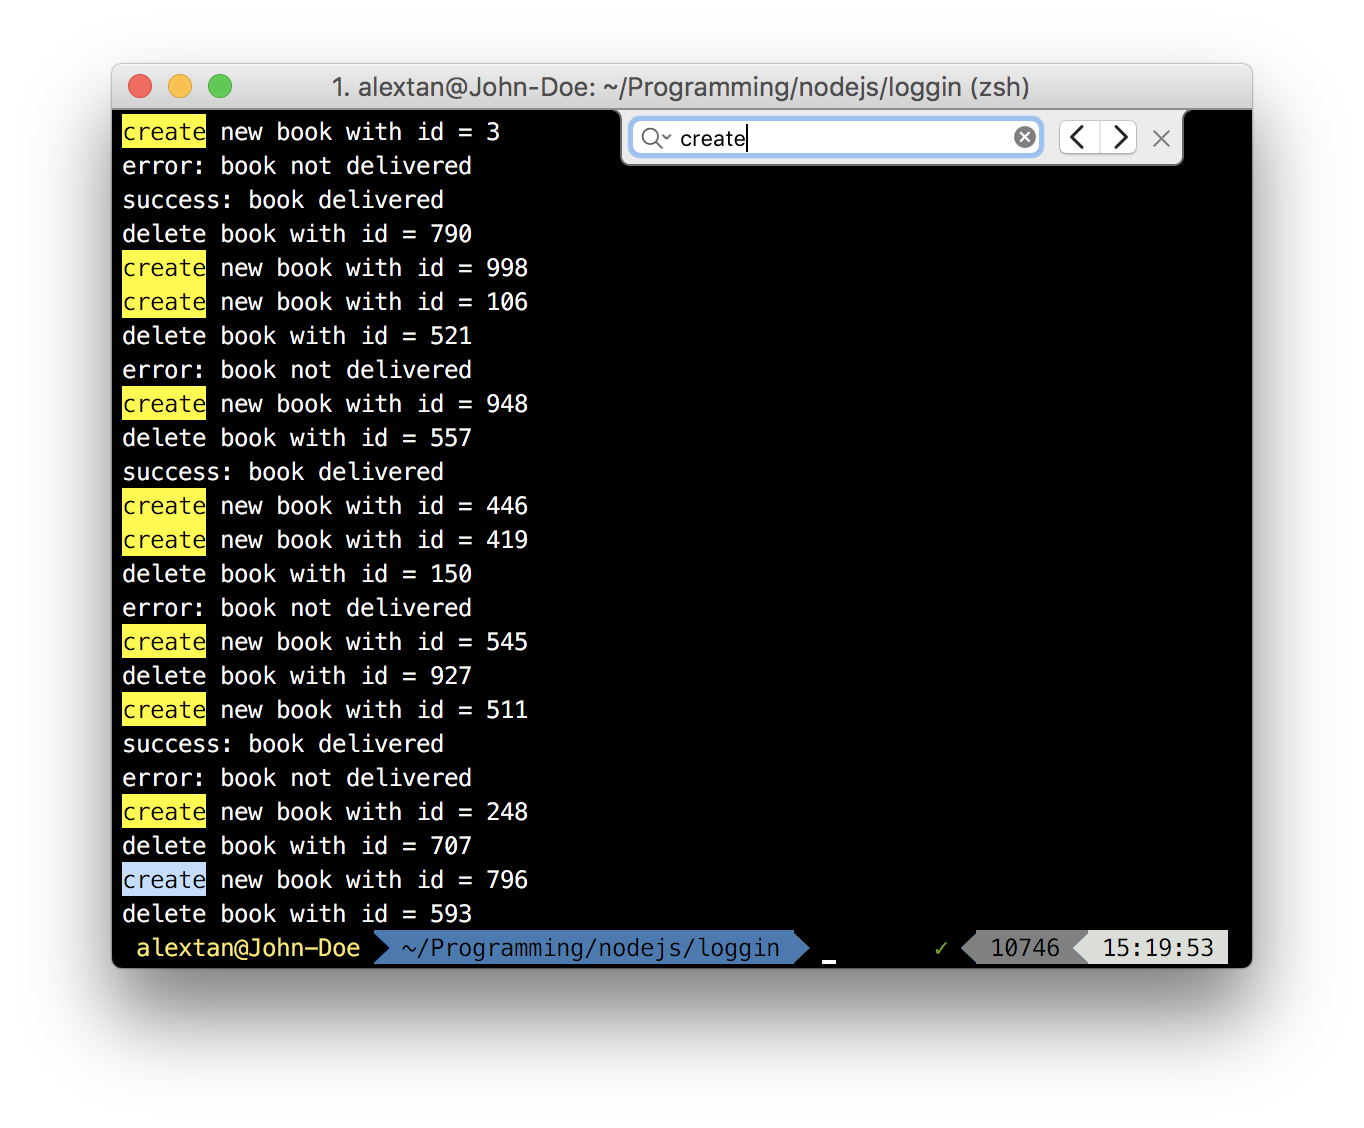 1. alextan@John-Doe: ~/Programming/nodejs/loggin (zsh)
create
create new book with id = 3
error: book not delivered
success: book delivered
delete book with id = 790
create new book with id = 998
create new book with id = 106
delete book with id = 521
error: book not delivered
create new book with id = 948
delete book with id = 557
success: book delivered
create new book with id = 446
create new book with id = 419
delete book with id = 150
error: book not delivered
create new book with id = 545
delete book with id = 927
create new book with id = 511
success: book delivered
error: book not delivered
create new book with id = 248
delete book with id = 707
create new book with id = 796
delete book with id = 593
alextan@John-Doe ~/Programming/nodejs/loggin ✓ 10746 15:19:53